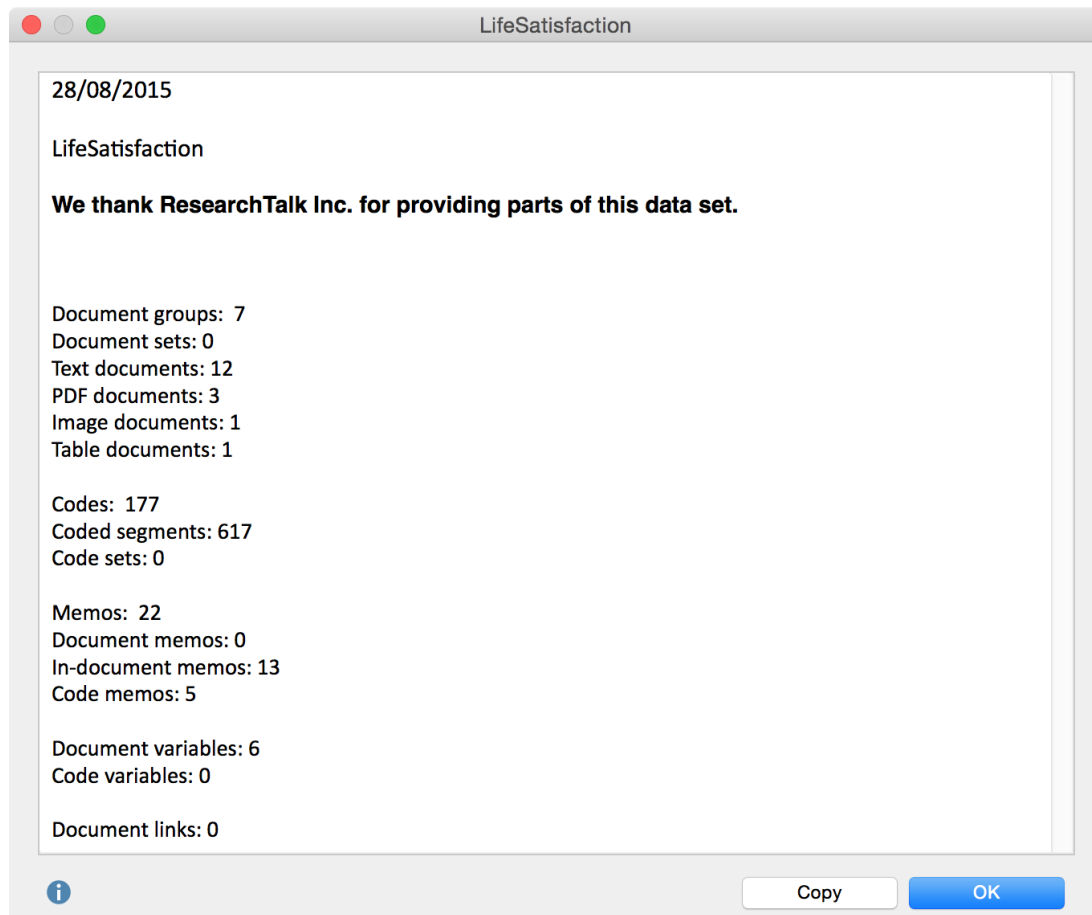 LifeSatisfaction
28/08/2015
LifeSatisfaction
We thank ResearchTalk Inc. for providing parts of this data set.
Document groups:  7
Document sets: 0
Text documents: 12
PDF documents: 3
Image documents: 1
Table documents: 1
Codes:  177
Coded segments: 617
Code sets: 0
Memos:  22
Document memos: 0
In-document memos: 13
Code memos: 5
Document variables: 6
Code variables: 0
Document links: 0
Copy
OK